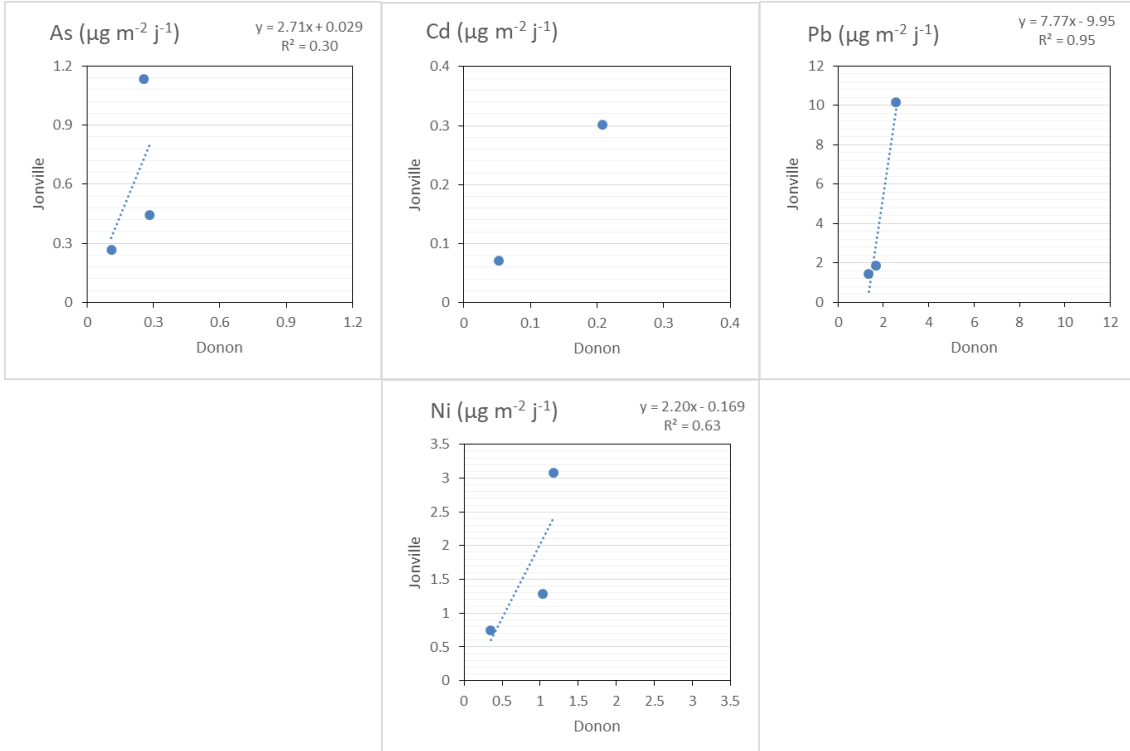 As (µg m⁻² j⁻¹)
y = 2.71x + 0.029
R² = 0.30
1.2
0.9
0.6
0.3
0
Jonville
0
0.3
0.6
0.9
1.2
Donon
Cd (µg m⁻² j⁻¹)
0.4
0.3
0.2
0.1
0
Jonville
0
0.1
0.2
0.3
0.4
Donon
Pb (µg m⁻² j⁻¹)
y = 7.77x - 9.95
R² = 0.95
12
10
8
6
4
2
0
Jonville
0
2
4
6
8
10
12
Donon
Ni (µg m⁻² j⁻¹)
y = 2.20x - 0.169
R² = 0.63
3.5
3
2.5
2
1.5
1
0.5
0
Jonville
0
0.5
1
1.5
2
2.5
3
3.5
Donon